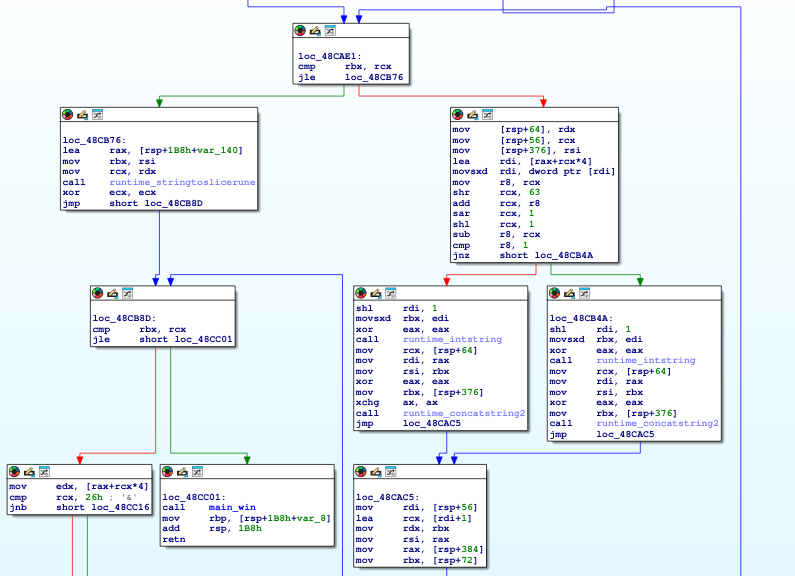 loc_48CAE1:
cmp rbx, rcx
jle loc_48CB76
loc_48CB76:
lea rax, [rsp+1B8h+var_140]
mov rbx, rsi
mov rcx, rdx
call runtime_stringtoslicerune
xor ecx, ecx
jmp short loc_48CB8D
mov [rsp+64], rdx
mov [rsp+56], rcx
mov [rsp+376], rsi
lea rdi, [rax+rcx*4]
movsxd rdi, dword ptr [rdi]
mov r8, rcx
shr rcx, 63
add rcx, r8
sar rcx, 1
shl rcx, 1
sub r8, rcx
cmp r8, 1
jnz short loc_48CB4A
loc_48CB8D:
cmp rbx, rcx
jle short loc_48CC01
shl rdi, 1
movsxd rbx, edi
xor eax, eax
call runtime_intstring
mov rcx, [rsp+64]
mov rdi, rax
mov rsi, rbx
xor eax, eax
mov rbx, [rsp+376]
xchg ax, ax
call runtime_concatstring2
jmp loc_48CAC5
loc_48CB4A:
shl rdi, 1
movsxd rbx, edi
xor eax, eax
call runtime_intstring
mov rcx, [rsp+64]
mov rdi, rax
mov rsi, rbx
xor eax, eax
mov rbx, [rsp+376]
call runtime_concatstring2
jmp loc_48CAC5
mov edx, [rax+rcx*4]
cmp rcx, 26h ; '&'
jnb short loc_48CC16
loc_48CC01:
call main_win
mov rbp, [rsp+1B8h+var_8]
add rsp, 1B8h
retn
loc_48CAC5:
mov rdi, [rsp+56]
lea rcx, [rdi+1]
mov rdx, rbx
mov rsi, rax
mov rax, [rsp+384]
mov rbx, [rsp+72]